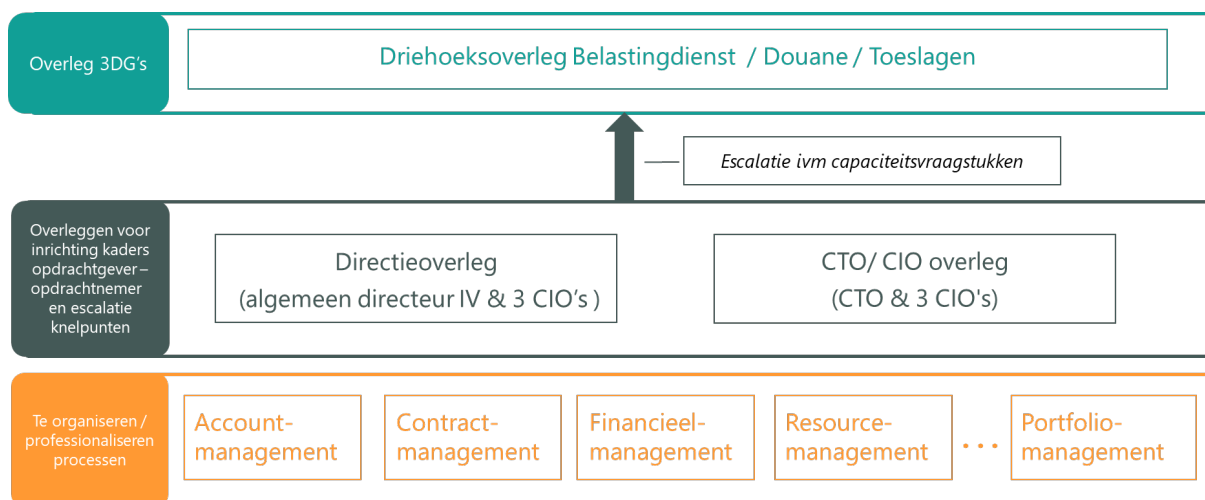 Overleg 3DG's
Driehoeksoverleg Belastingdienst / Douane / Toeslagen
Escalatie ivm capaciteitsvraagstukken
Overleggen voor
inrichting kaders
opdrachtgever –
opdrachtnemer
en escalatie
knelpunten
Directieoverleg
(algemeen directeur IV & 3 CIO's )
CTO/ CIO overleg
(CTO & 3 CIO's)
Te organiseren /
professionaliseren
processen
Account-
management
Contract-
management
Financieel-
management
Resource-
management
...
Portfolio-
management